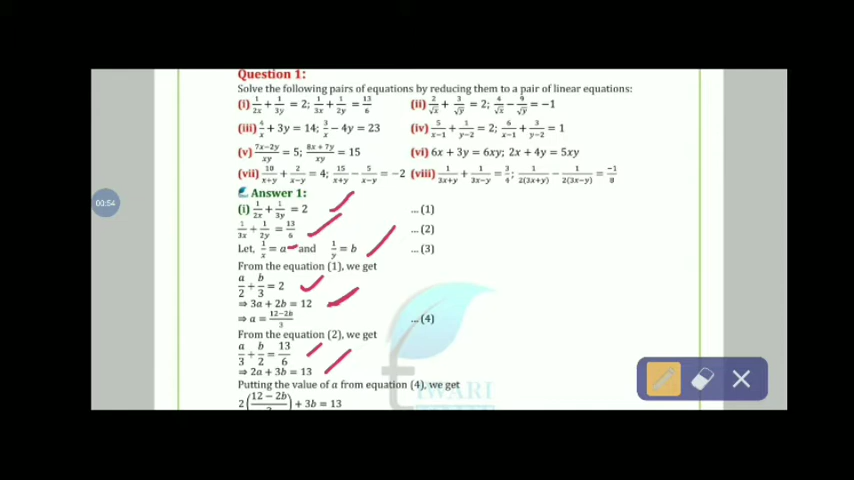 Question 1:
Solve the following pairs of equations by reducing them to a pair of linear equations:
(i) 1/2x + 1/3y = 2; 1/3x + 1/2y = 13/6 (ii) 2/√x + 3/√y = 2; 4/√x − 9/√y = −1
(iii) 4/x + 3y = 14; 3/x − 4y = 23 (iv) 5/x−1 + 1/y−2 = 2; 6/x−1 + 3/y−2 = 1
(v) 7x−2y/xy = 5; 8x+7y/xy = 15 (vi) 6x + 3y = 6xy; 2x + 4y = 5xy
(vii) 10/x+y + 2/x−y = 4; 15/x+y − 5/x−y = −2 (viii) 1/3x+y + 1/3x−y = 3/4; 1/2(3x+y) − 1/2(3x−y) = −1/8
Answer 1:
(i) 1/2x + 1/3y = 2 ... (1)
1/3x + 1/2y = 13/6 ... (2)
Let, 1/x = a and 1/y = b ... (3)
From the equation (1), we get
a/2 + b/3 = 2
⇒ 3a + 2b = 12
⇒ a = 12−2b/3 ... (4)
From the equation (2), we get
a/3 + b/2 = 13/6
⇒ 2a + 3b = 13
Putting the value of a from equation (4), we get
2(12 − 2b/3) + 3b = 13
00:54